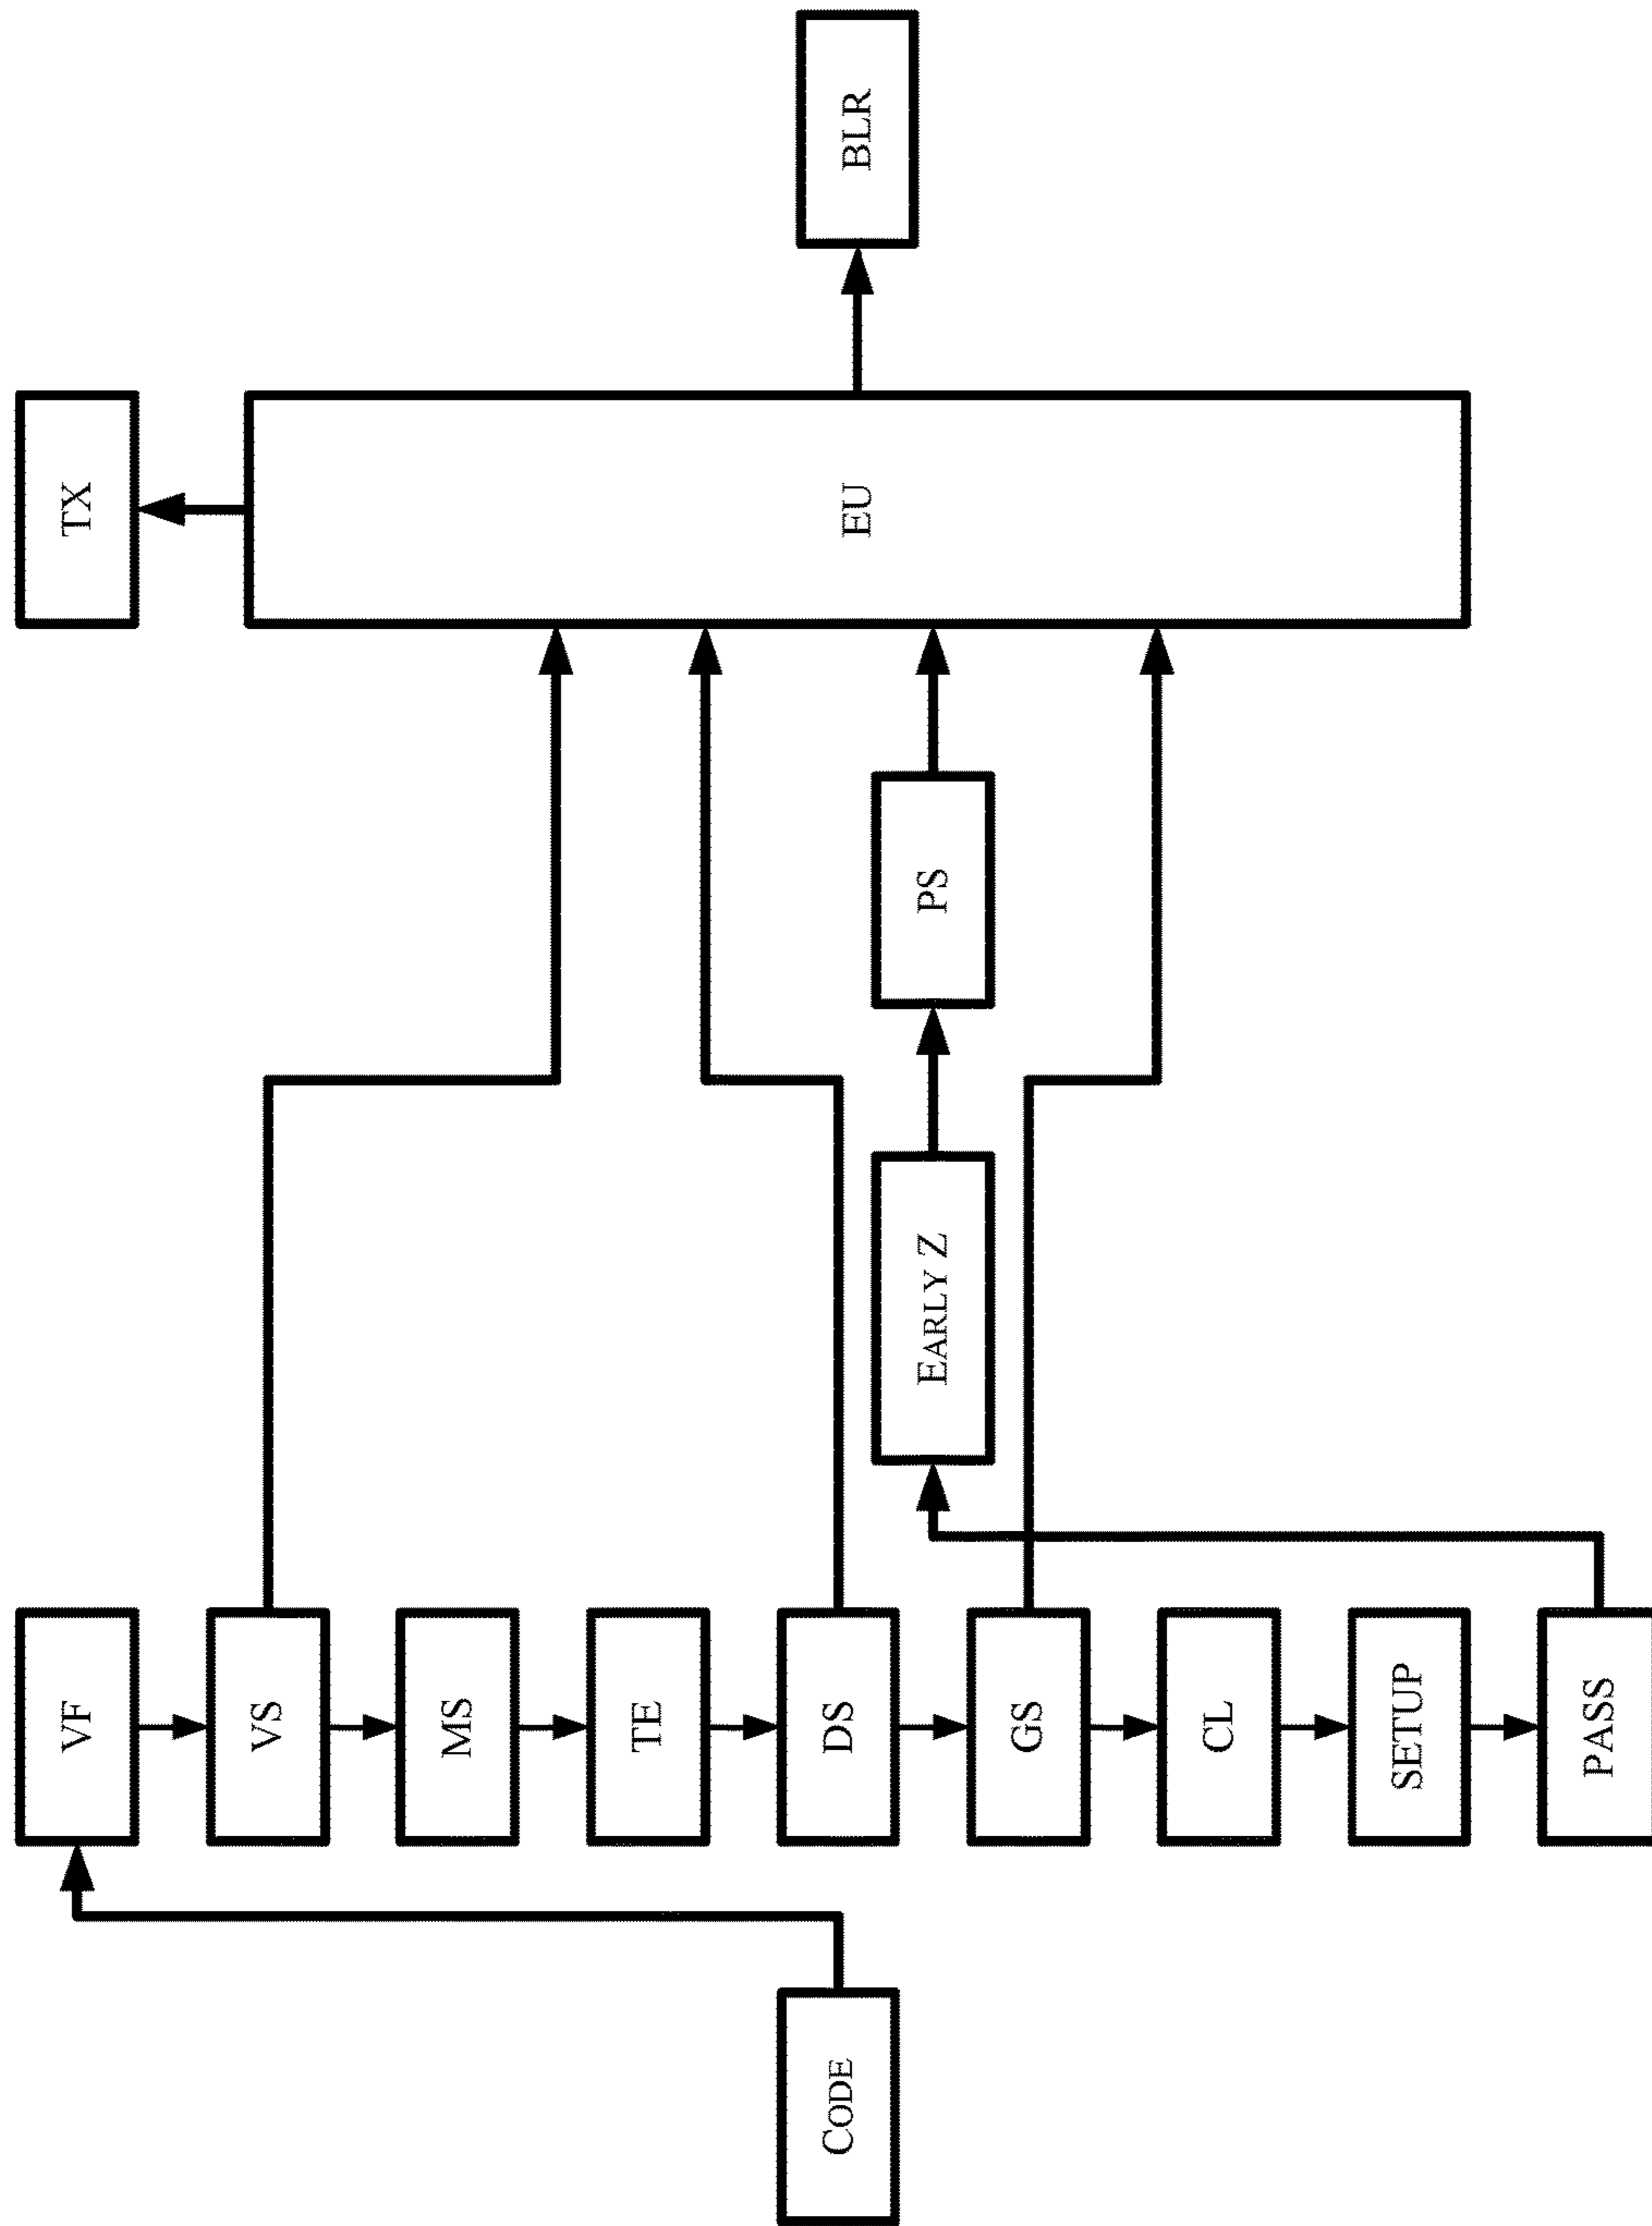 CODE
VF
VS
MS
TE
DS
GS
CL
SETUP
PASS
EARLY Z
PS
EU
TX
BLR